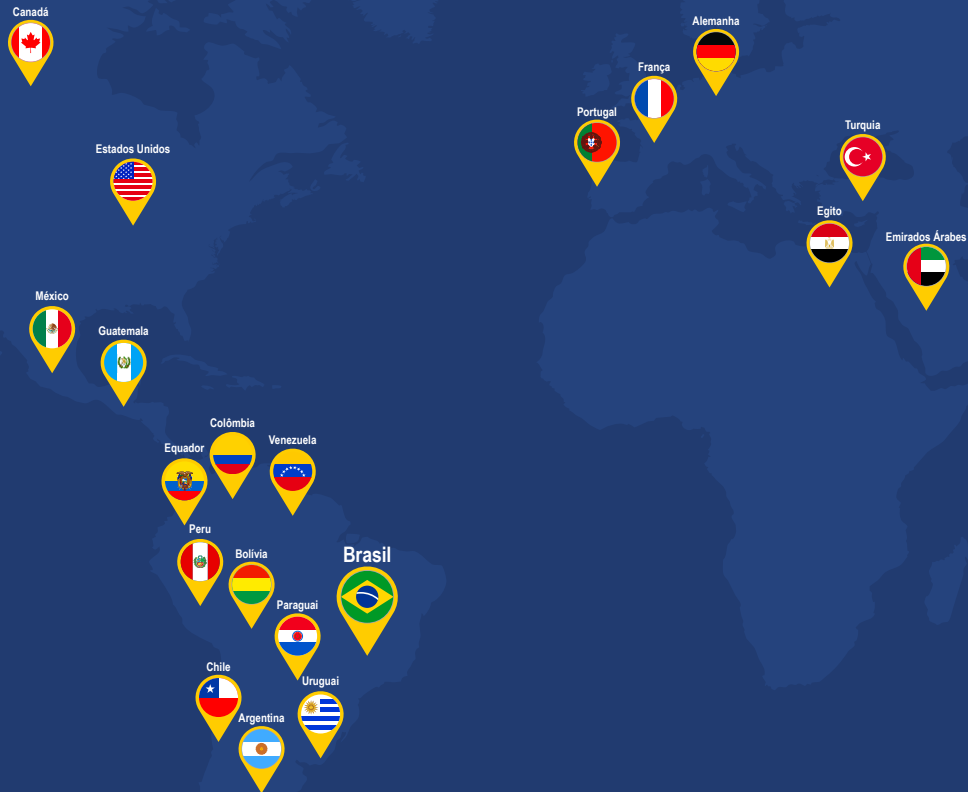 Canadá
Alemanha
França
Portugal
Turquia
Estados Unidos
Egito
Emirados Árabes
México
Guatemala
Colômbia
Venezuela
Equador
Peru
Bolívia
Brasil
Paraguai
Chile
Uruguai
Argentina